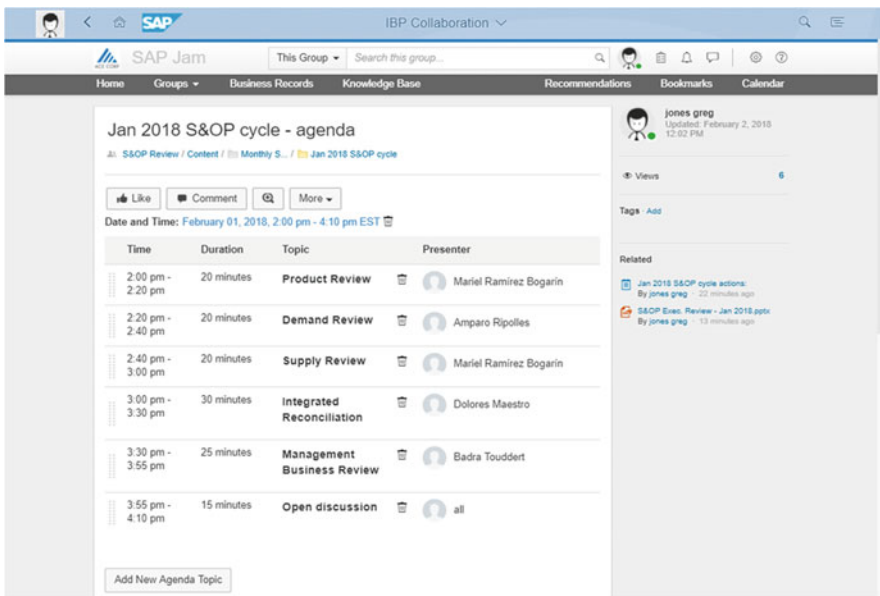 SAP IBP Collaboration
ACE CORP SAP Jam This Group Search this group...
Home Groups Business Records Knowledge Base Recommendations Bookmarks Calendar
Jan 2018 S&OP cycle - agenda
S&OP Review / Content / Monthly S... / Jan 2018 S&OP cycle
Like Comment More
Date and Time: February 01, 2018, 2:00 pm - 4:10 pm EST
Time Duration Topic Presenter
2:00 pm - 20 minutes Product Review Mariel Ramírez Bogarín
2:20 pm
2:20 pm - 20 minutes Demand Review Amparo Ripolles
2:40 pm
2:40 pm - 20 minutes Supply Review Mariel Ramírez Bogarín
3:00 pm
3:00 pm - 30 minutes Integrated Dolores Maestro
3:30 pm Reconciliation
3:30 pm - 25 minutes Management Badra Touddert
3:55 pm Business Review
3:55 pm - 15 minutes Open discussion all
4:10 pm
Add New Agenda Topic
jones greg
Updated: February 2, 2018
12:02 PM
Views 6
Tags · Add
Related
Jan 2018 S&OP cycle actions:
By jones greg · 22 minutes ago
S&OP Exec. Review - Jan 2018.pptx
By jones greg · 13 minutes ago